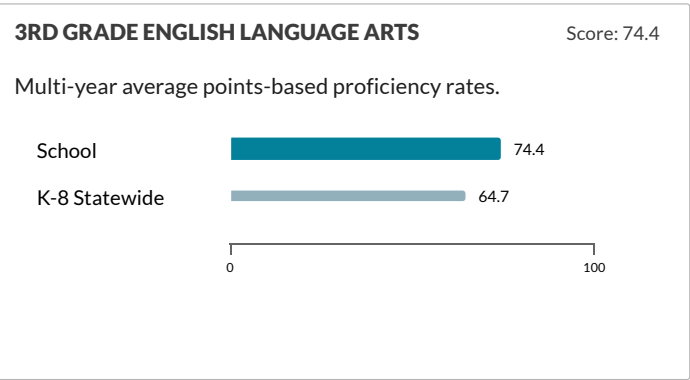 3RD GRADE ENGLISH LANGUAGE ARTS Score: 74.4
Multi-year average points-based proficiency rates.
School 74.4
K-8 Statewide 64.7
0 100